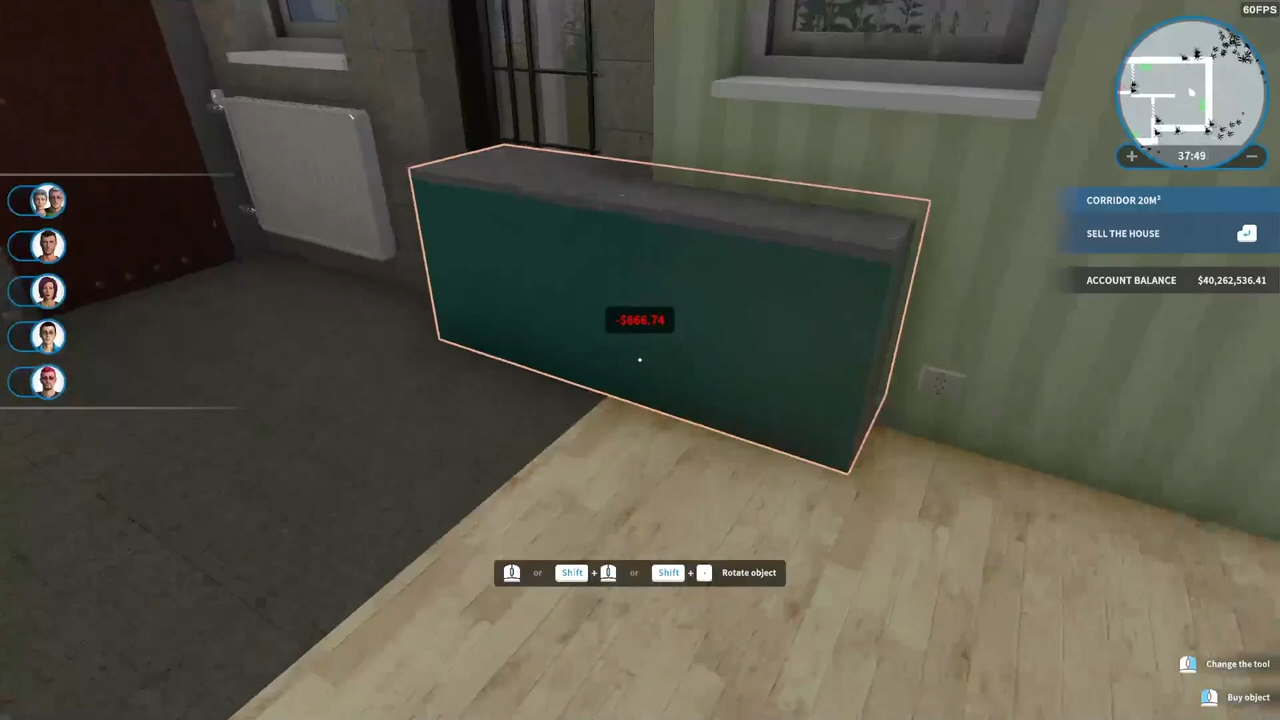 60FPS
37:49
CORRIDOR 20M²
SELL THE HOUSE
ACCOUNT BALANCE $40,262,536.41
-$866.74
or Shift + or Shift + · Rotate object
Change the tool
Buy object